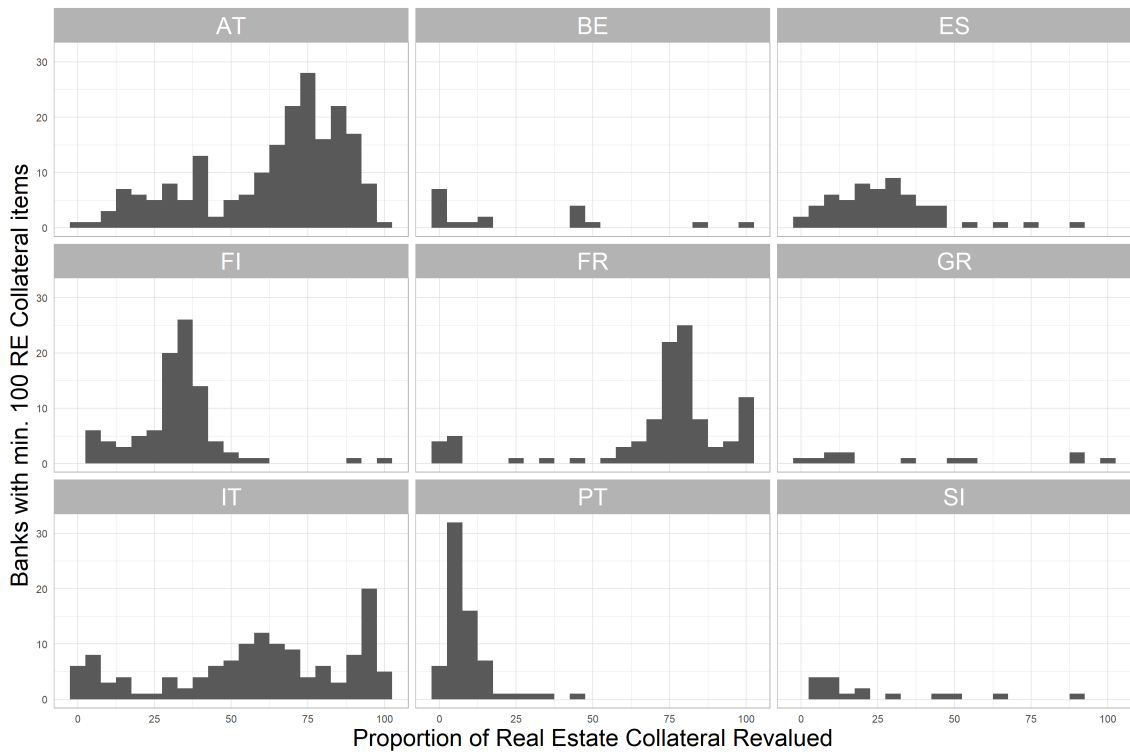 AT BE ES
30
20
10
0
FI FR GR
30
20
10
0
IT PT SI
30
20
10
0
0 25 50 75 100 0 25 50 75 100 0 25 50 75 100
Proportion of Real Estate Collateral Revalued
Banks with min. 100 RE Collateral items